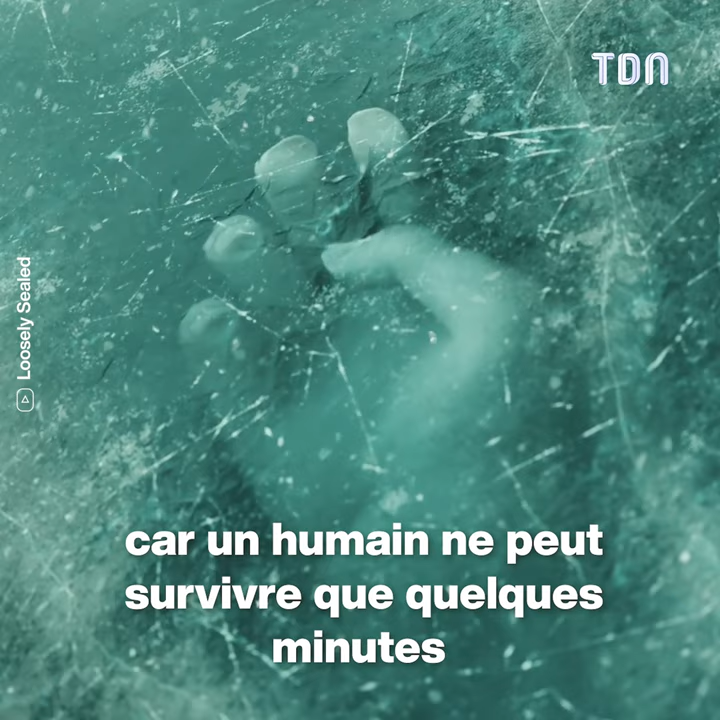 TDN
Loosely Sealed
car un humain ne peut
survivre que quelques
minutes